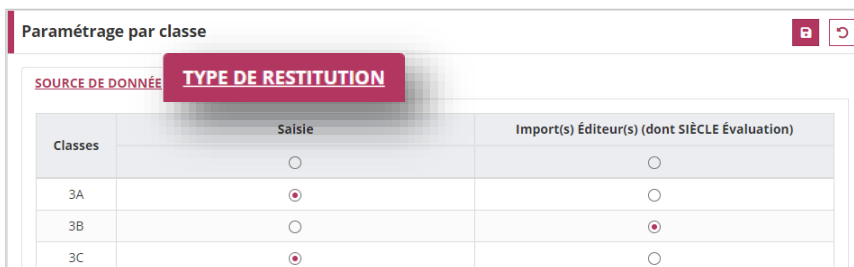 Paramétrage par classe
SOURCE DE DONNÉE
TYPE DE RESTITUTION
Classes
Saisie
Import(s) Éditeur(s) (dont SIÈCLE Évaluation)
3A
3B
3C